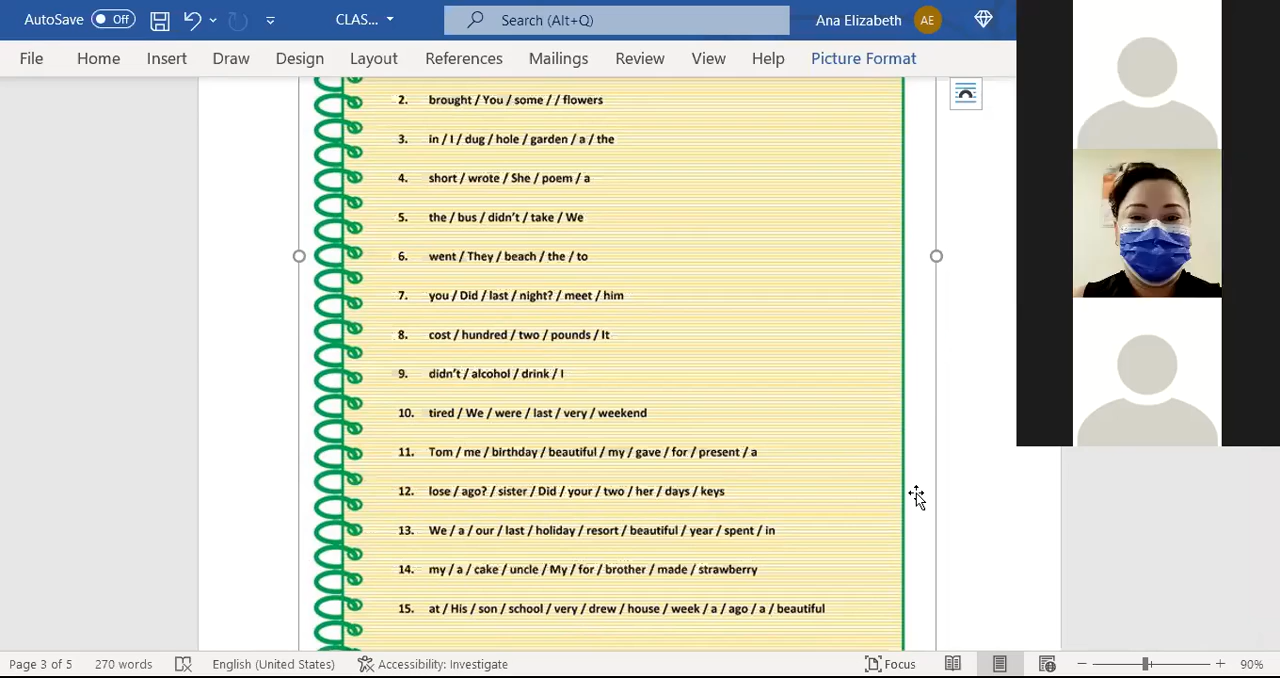 AutoSave Off CLAS... Search (Alt+Q) Ana Elizabeth AE
File Home Insert Draw Design Layout References Mailings Review View Help Picture Format
2. brought / You / some / / flowers
3. in / I / dug / hole / garden / a / the
4. short / wrote / She / poem / a
5. the / bus / didn't / take / We
6. went / They / beach / the / to
7. you / Did / last / night? / meet / him
8. cost / hundred / two / pounds / It
9. didn't / alcohol / drink / I
10. tired / We / were / last / very / weekend
11. Tom / me / birthday / beautiful / my / gave / for / present / a
12. lose / ago? / sister / Did / your / two / her / days / keys
13. We / a / our / last / holiday / resort / beautiful / year / spent / in
14. my / a / cake / uncle / My / for / brother / made / strawberry
15. at / His / son / school / very / drew / house / week / a / ago / a / beautiful
Page 3 of 5 270 words English (United States) Accessibility: Investigate Focus 90%